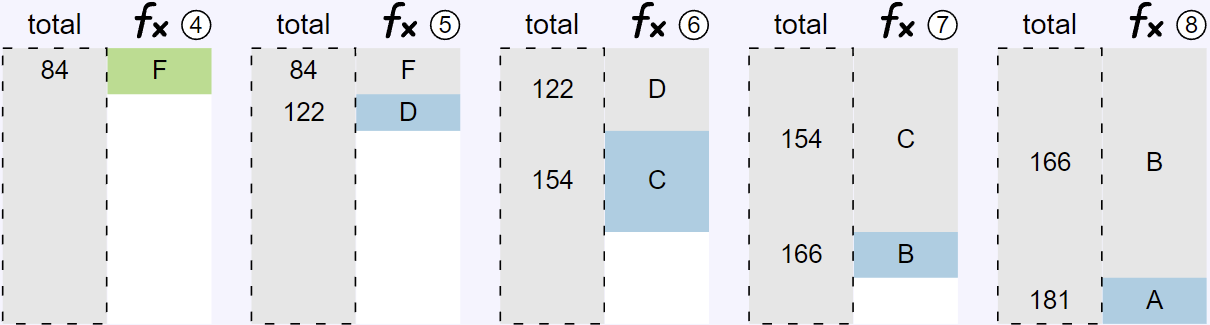 total fx ④ total fx ⑤ total fx ⑥ total fx ⑦ total fx ⑧
84 F
84 F
122 D
122 D
154 C
154 C
166 B
166 B
181 A